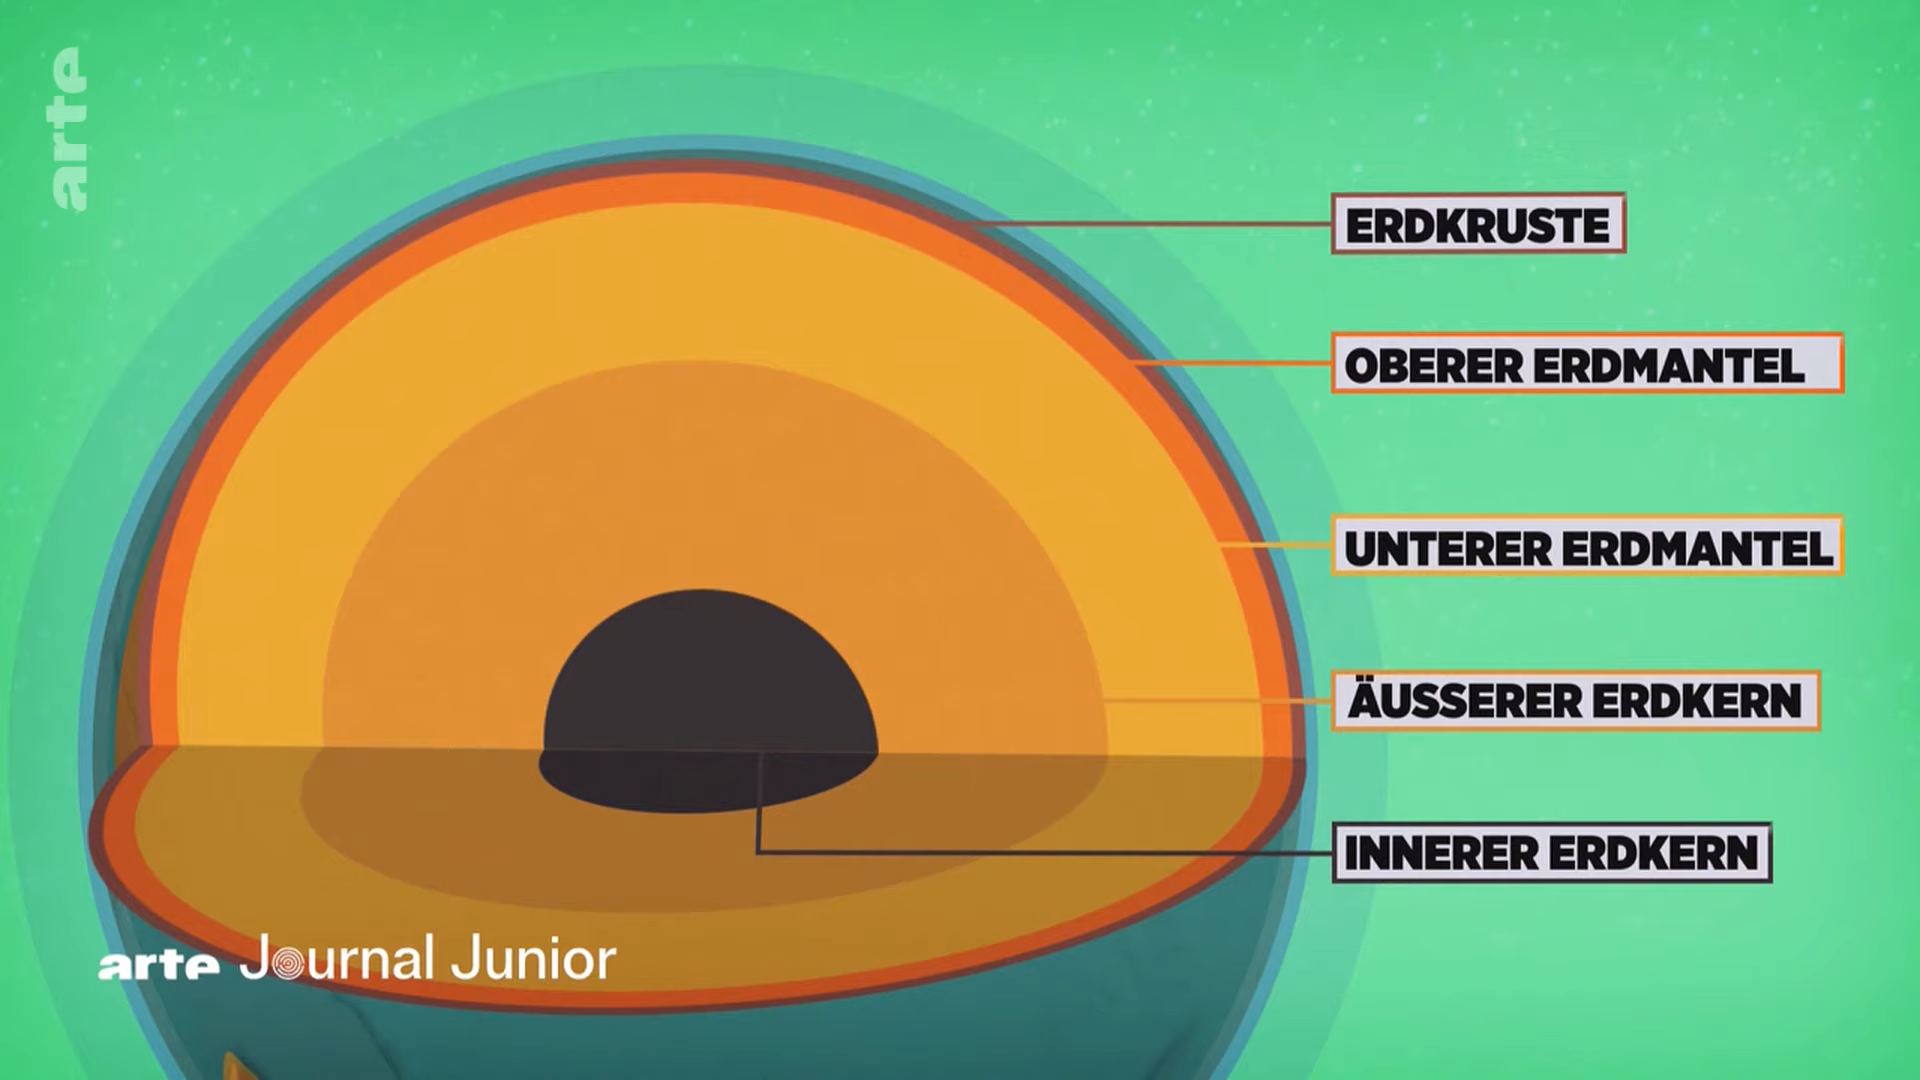 arte
ERDKRUSTE
OBERER ERDMANTEL
UNTERER ERDMANTEL
ÄUSSERER ERDKERN
INNERER ERDKERN
arte Journal Junior